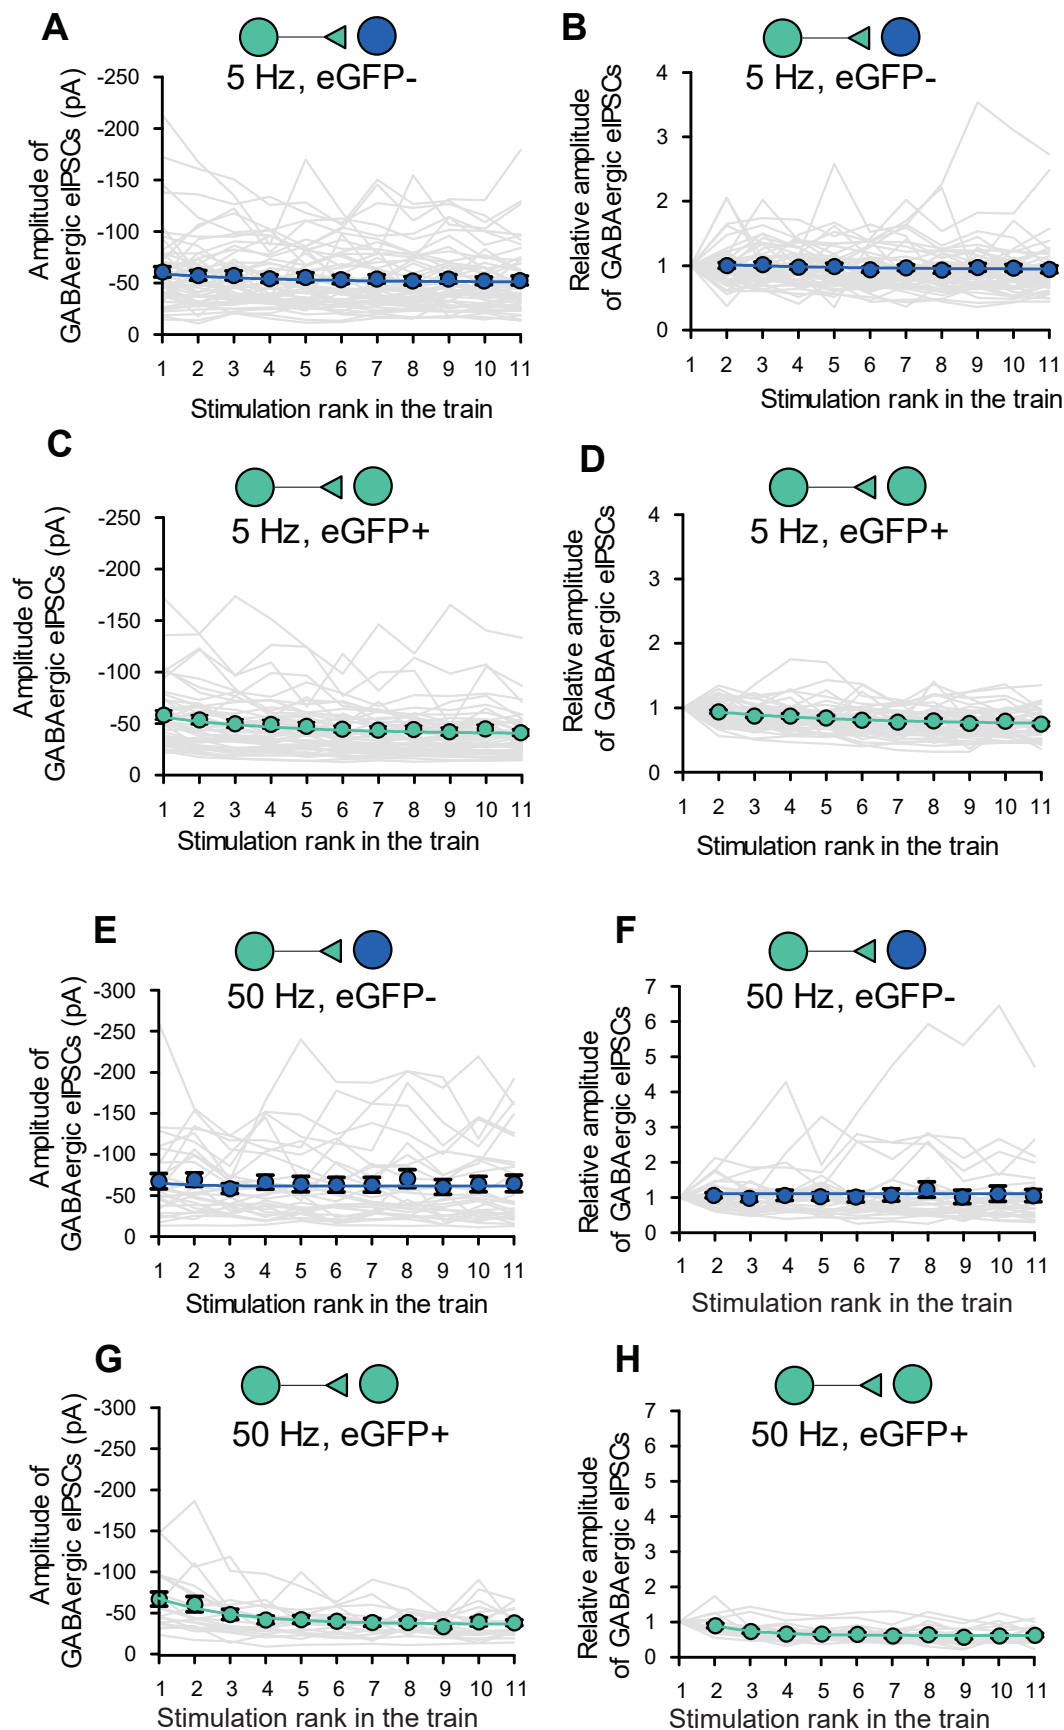 A
5 Hz, eGFP-
Amplitude of
GABAergic eIPSCs (pA)
-250
-200
-150
-100
-50
0
1 2 3 4 5 6 7 8 9 10 11
Stimulation rank in the train
B
5 Hz, eGFP-
Relative amplitude
of GABAergic eIPSCs
4
3
2
1
0
1 2 3 4 5 6 7 8 9 10 11
Stimulation rank in the train
C
5 Hz, eGFP+
Amplitude of
GABAergic eIPSCs (pA)
-250
-200
-150
-100
-50
0
1 2 3 4 5 6 7 8 9 10 11
Stimulation rank in the train
D
5 Hz, eGFP+
Relative amplitude
of GABAergic eIPSCs
4
3
2
1
0
1 2 3 4 5 6 7 8 9 10 11
Stimulation rank in the train
E
50 Hz, eGFP-
Amplitude of
GABAergic eIPSCs (pA)
-300
-250
-200
-150
-100
-50
0
1 2 3 4 5 6 7 8 9 10 11
Stimulation rank in the train
F
50 Hz, eGFP-
Relative amplitude
of GABAergic eIPSCs
7
6
5
4
3
2
1
0
1 2 3 4 5 6 7 8 9 10 11
Stimulation rank in the train
G
50 Hz, eGFP+
Amplitude of
GABAergic eIPSCs (pA)
-300
-250
-200
-150
-100
-50
0
1 2 3 4 5 6 7 8 9 10 11
Stimulation rank in the train
H
50 Hz, eGFP+
Relative amplitude
of GABAergic eIPSCs
7
6
5
4
3
2
1
0
1 2 3 4 5 6 7 8 9 10 11
Stimulation rank in the train